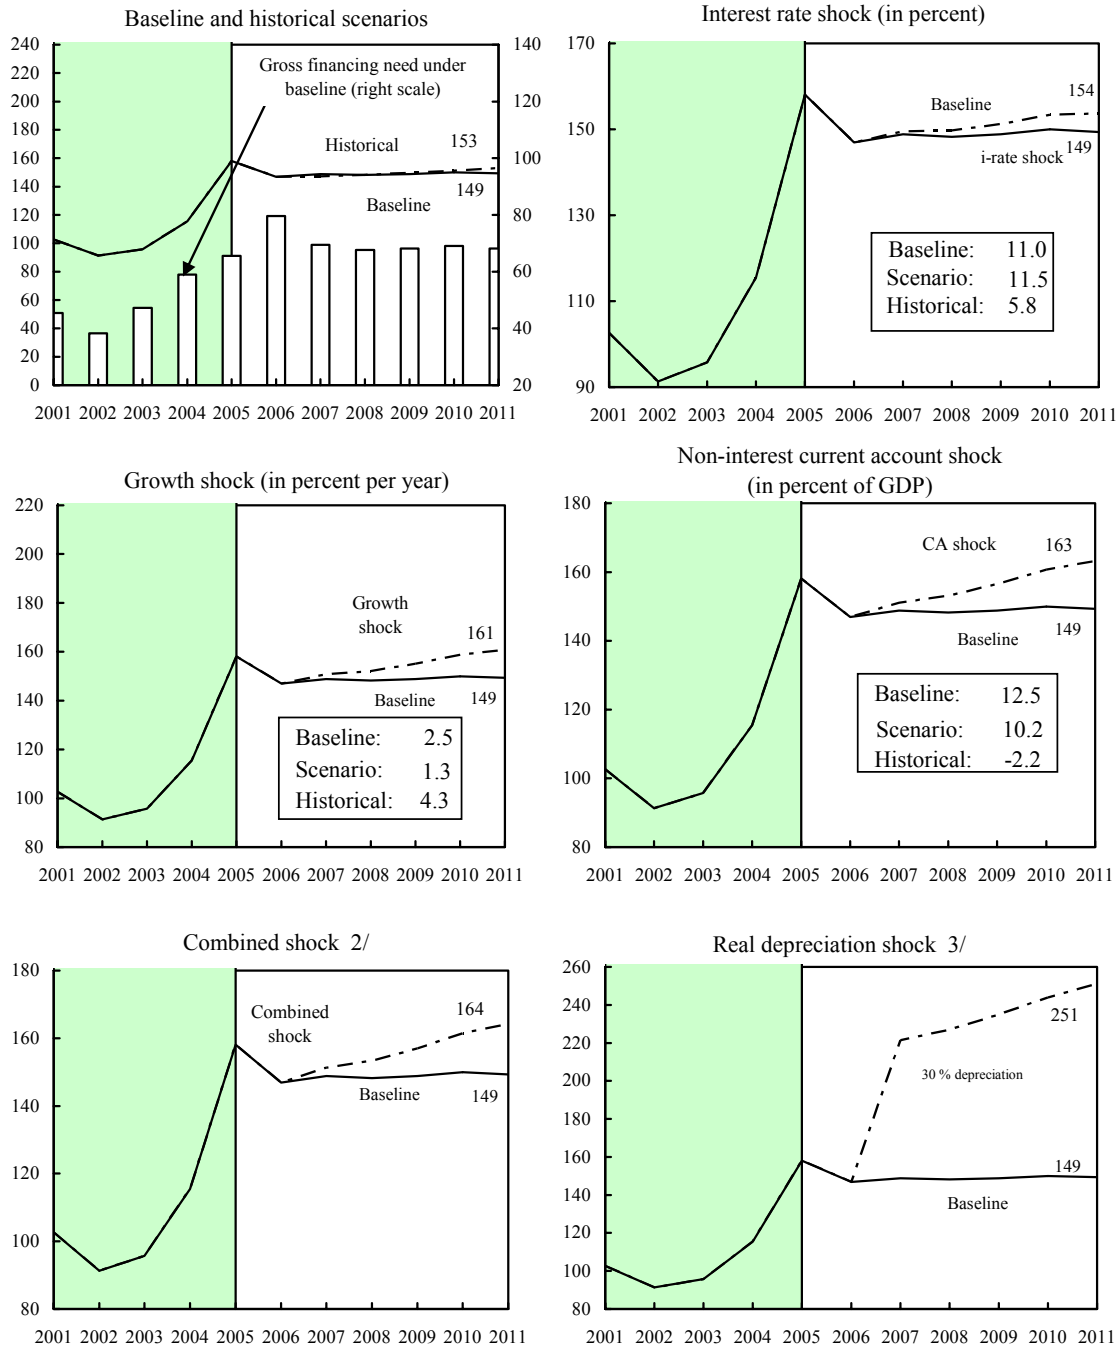 Baseline and historical scenarios
240
220
200
180
160
140
120
100
80
60
40
20
0
140
120
100
80
60
40
20
Gross financing need under
baseline (right scale)
Historical
153
149
Baseline
2001 2002 2003 2004 2005 2006 2007 2008 2009 2010 2011
Interest rate shock (in percent)
170
150
130
110
90
Baseline
154
i-rate shock
149
Baseline: 11.0
Scenario: 11.5
Historical: 5.8
2001 2002 2003 2004 2005 2006 2007 2008 2009 2010 2011
Growth shock (in percent per year)
220
200
180
160
140
120
100
80
Growth
shock
161
Baseline
149
Baseline: 2.5
Scenario: 1.3
Historical: 4.3
2001 2002 2003 2004 2005 2006 2007 2008 2009 2010 2011
Non-interest current account shock
(in percent of GDP)
180
160
140
120
100
80
CA shock
163
Baseline
149
Baseline: 12.5
Scenario: 10.2
Historical: -2.2
2001 2002 2003 2004 2005 2006 2007 2008 2009 2010 2011
Combined shock 2/
180
160
140
120
100
80
Combined
shock
164
Baseline
149
2001 2002 2003 2004 2005 2006 2007 2008 2009 2010 2011
Real depreciation shock 3/
260
240
220
200
180
160
140
120
100
80
251
30 % depreciation
149
Baseline
2001 2002 2003 2004 2005 2006 2007 2008 2009 2010 2011